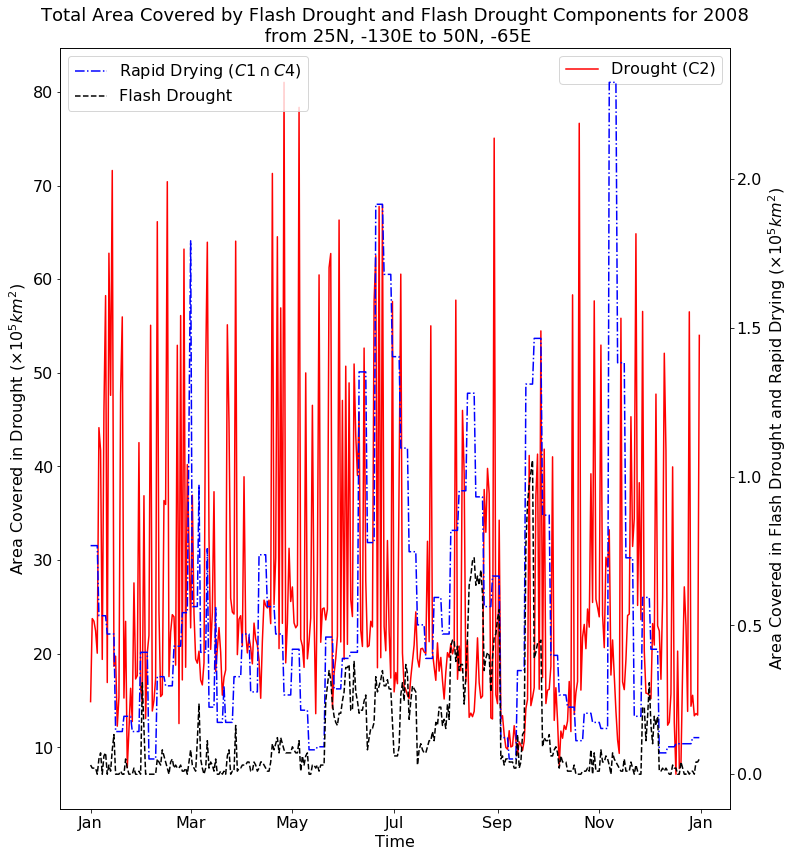 Total Area Covered by Flash Drought and Flash Drought Components for 2008
from 25N, -130E to 50N, -65E
Rapid Drying (C1 ∩ C4)
Flash Drought
Drought (C2)
Area Covered in Drought (×10⁵km²)
80
70
60
50
40
30
20
10
2.0
1.5
1.0
0.5
0.0
Area Covered in Flash Drought and Rapid Drying (×10⁵km²)
Jan Mar May Jul Sep Nov Jan
Time